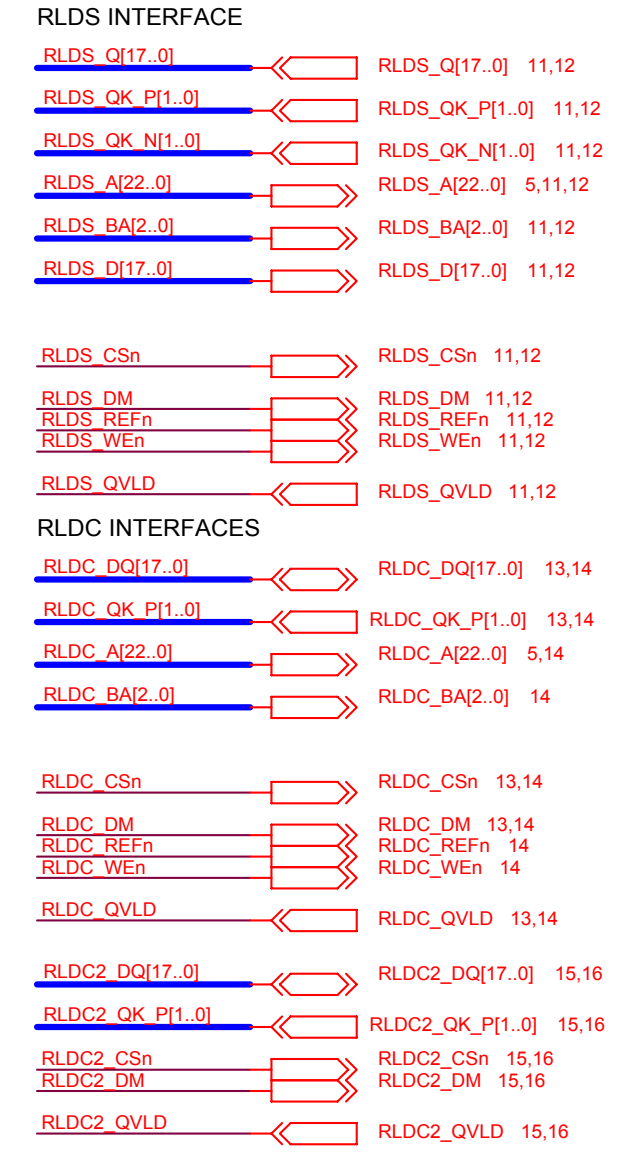 RLDS INTERFACE
RLDS_Q[17..0] RLDS_Q[17..0] 11,12
RLDS_QK_P[1..0] RLDS_QK_P[1..0] 11,12
RLDS_QK_N[1..0] RLDS_QK_N[1..0] 11,12
RLDS_A[22..0] RLDS_A[22..0] 5,11,12
RLDS_BA[2..0] RLDS_BA[2..0] 11,12
RLDS_D[17..0] RLDS_D[17..0] 11,12
RLDS_CSn RLDS_CSn 11,12
RLDS_DM RLDS_DM 11,12
RLDS_REFn RLDS_REFn 11,12
RLDS_WEn RLDS_WEn 11,12
RLDS_QVLD RLDS_QVLD 11,12
RLDC INTERFACES
RLDC_DQ[17..0] RLDC_DQ[17..0] 13,14
RLDC_QK_P[1..0] RLDC_QK_P[1..0] 13,14
RLDC_A[22..0] RLDC_A[22..0] 5,14
RLDC_BA[2..0] RLDC_BA[2..0] 14
RLDC_CSn RLDC_CSn 13,14
RLDC_DM RLDC_DM 13,14
RLDC_REFn RLDC_REFn 14
RLDC_WEn RLDC_WEn 14
RLDC_QVLD RLDC_QVLD 13,14
RLDC2_DQ[17..0] RLDC2_DQ[17..0] 15,16
RLDC2_QK_P[1..0] RLDC2_QK_P[1..0] 15,16
RLDC2_CSn RLDC2_CSn 15,16
RLDC2_DM RLDC2_DM 15,16
RLDC2_QVLD RLDC2_QVLD 15,16